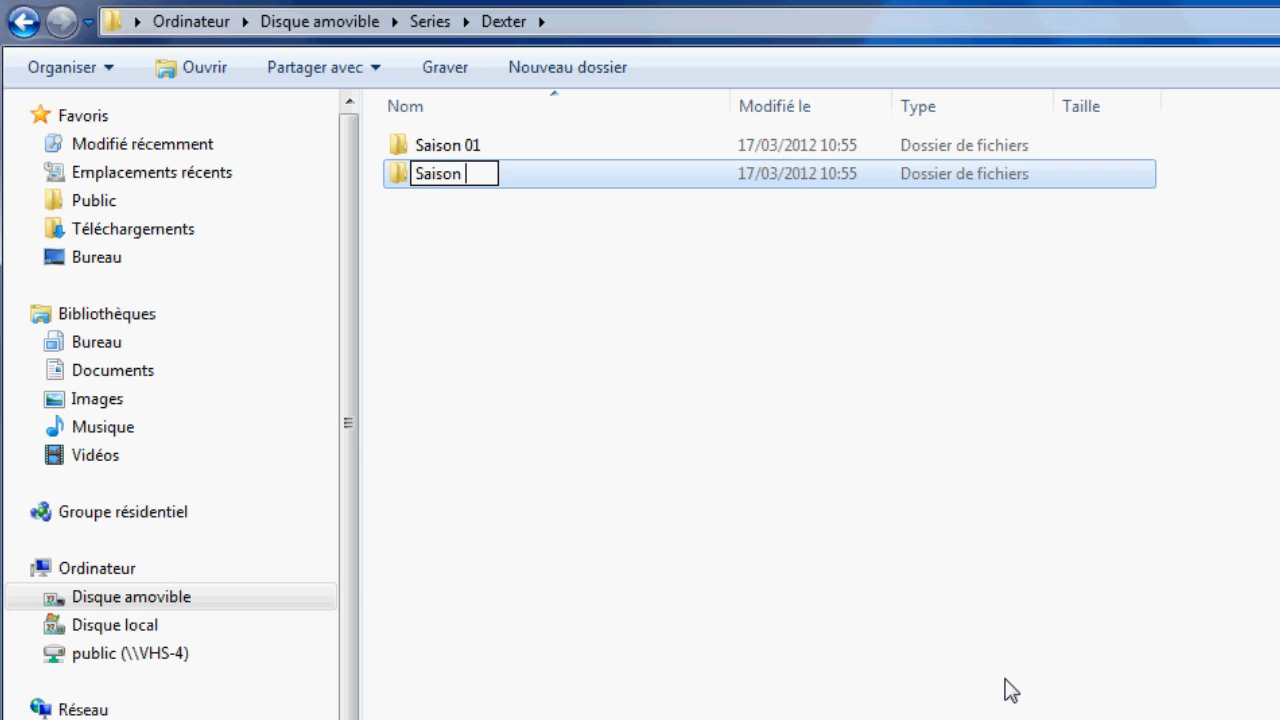 Ordinateur Disque amovible Series Dexter
Organiser Ouvrir Partager avec Graver Nouveau dossier
Nom Modifié le Type Taille
Saison 01 17/03/2012 10:55 Dossier de fichiers
Saison 17/03/2012 10:55 Dossier de fichiers
Favoris
Modifié récemment
Emplacements récents
Public
Téléchargements
Bureau
Bibliothèques
Bureau
Documents
Images
Musique
Vidéos
Groupe résidentiel
Ordinateur
Disque amovible
Disque local
public (\\VHS-4)
Réseau